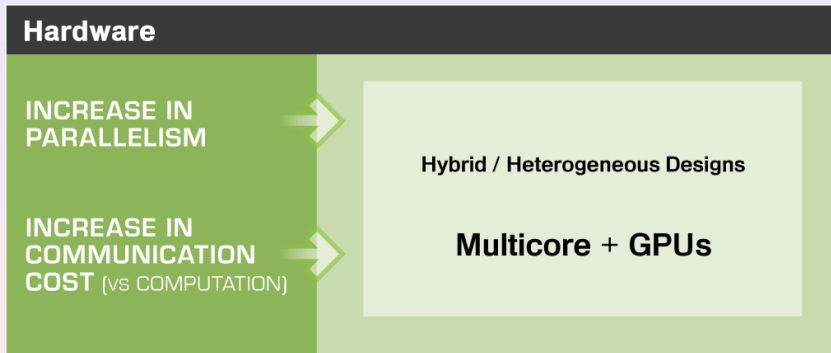 Hardware
INCREASE IN
PARALLELISM
INCREASE IN
COMMUNICATION
COST (VS COMPUTATION)
Hybrid / Heterogeneous Designs
Multicore + GPUs